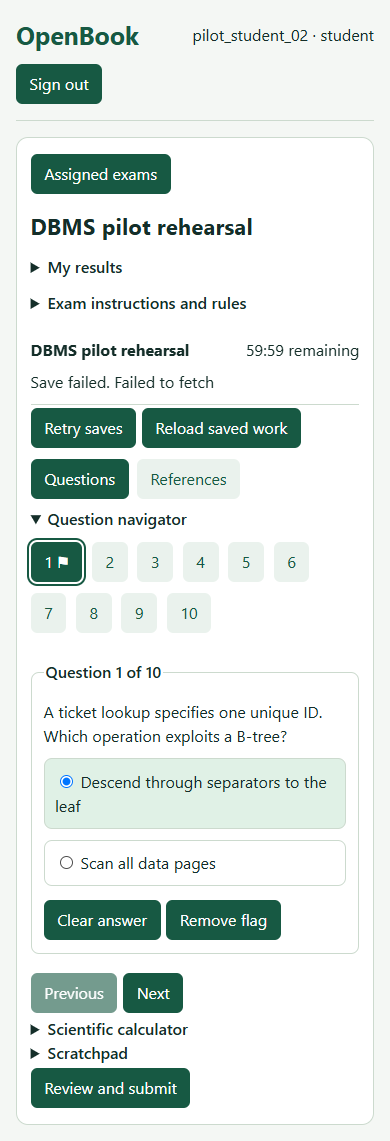 OpenBook
pilot_student_02 · student
Sign out
Assigned exams
DBMS pilot rehearsal
▶ My results
▶ Exam instructions and rules
DBMS pilot rehearsal
59:59 remaining
Save failed. Failed to fetch
Retry saves
Reload saved work
Questions
References
▼ Question navigator
1 ⚑
2
3
4
5
6
7
8
9
10
Question 1 of 10
A ticket lookup specifies one unique ID.
Which operation exploits a B-tree?
Descend through separators to the
leaf
Scan all data pages
Clear answer
Remove flag
Previous
Next
▶ Scientific calculator
▶ Scratchpad
Review and submit